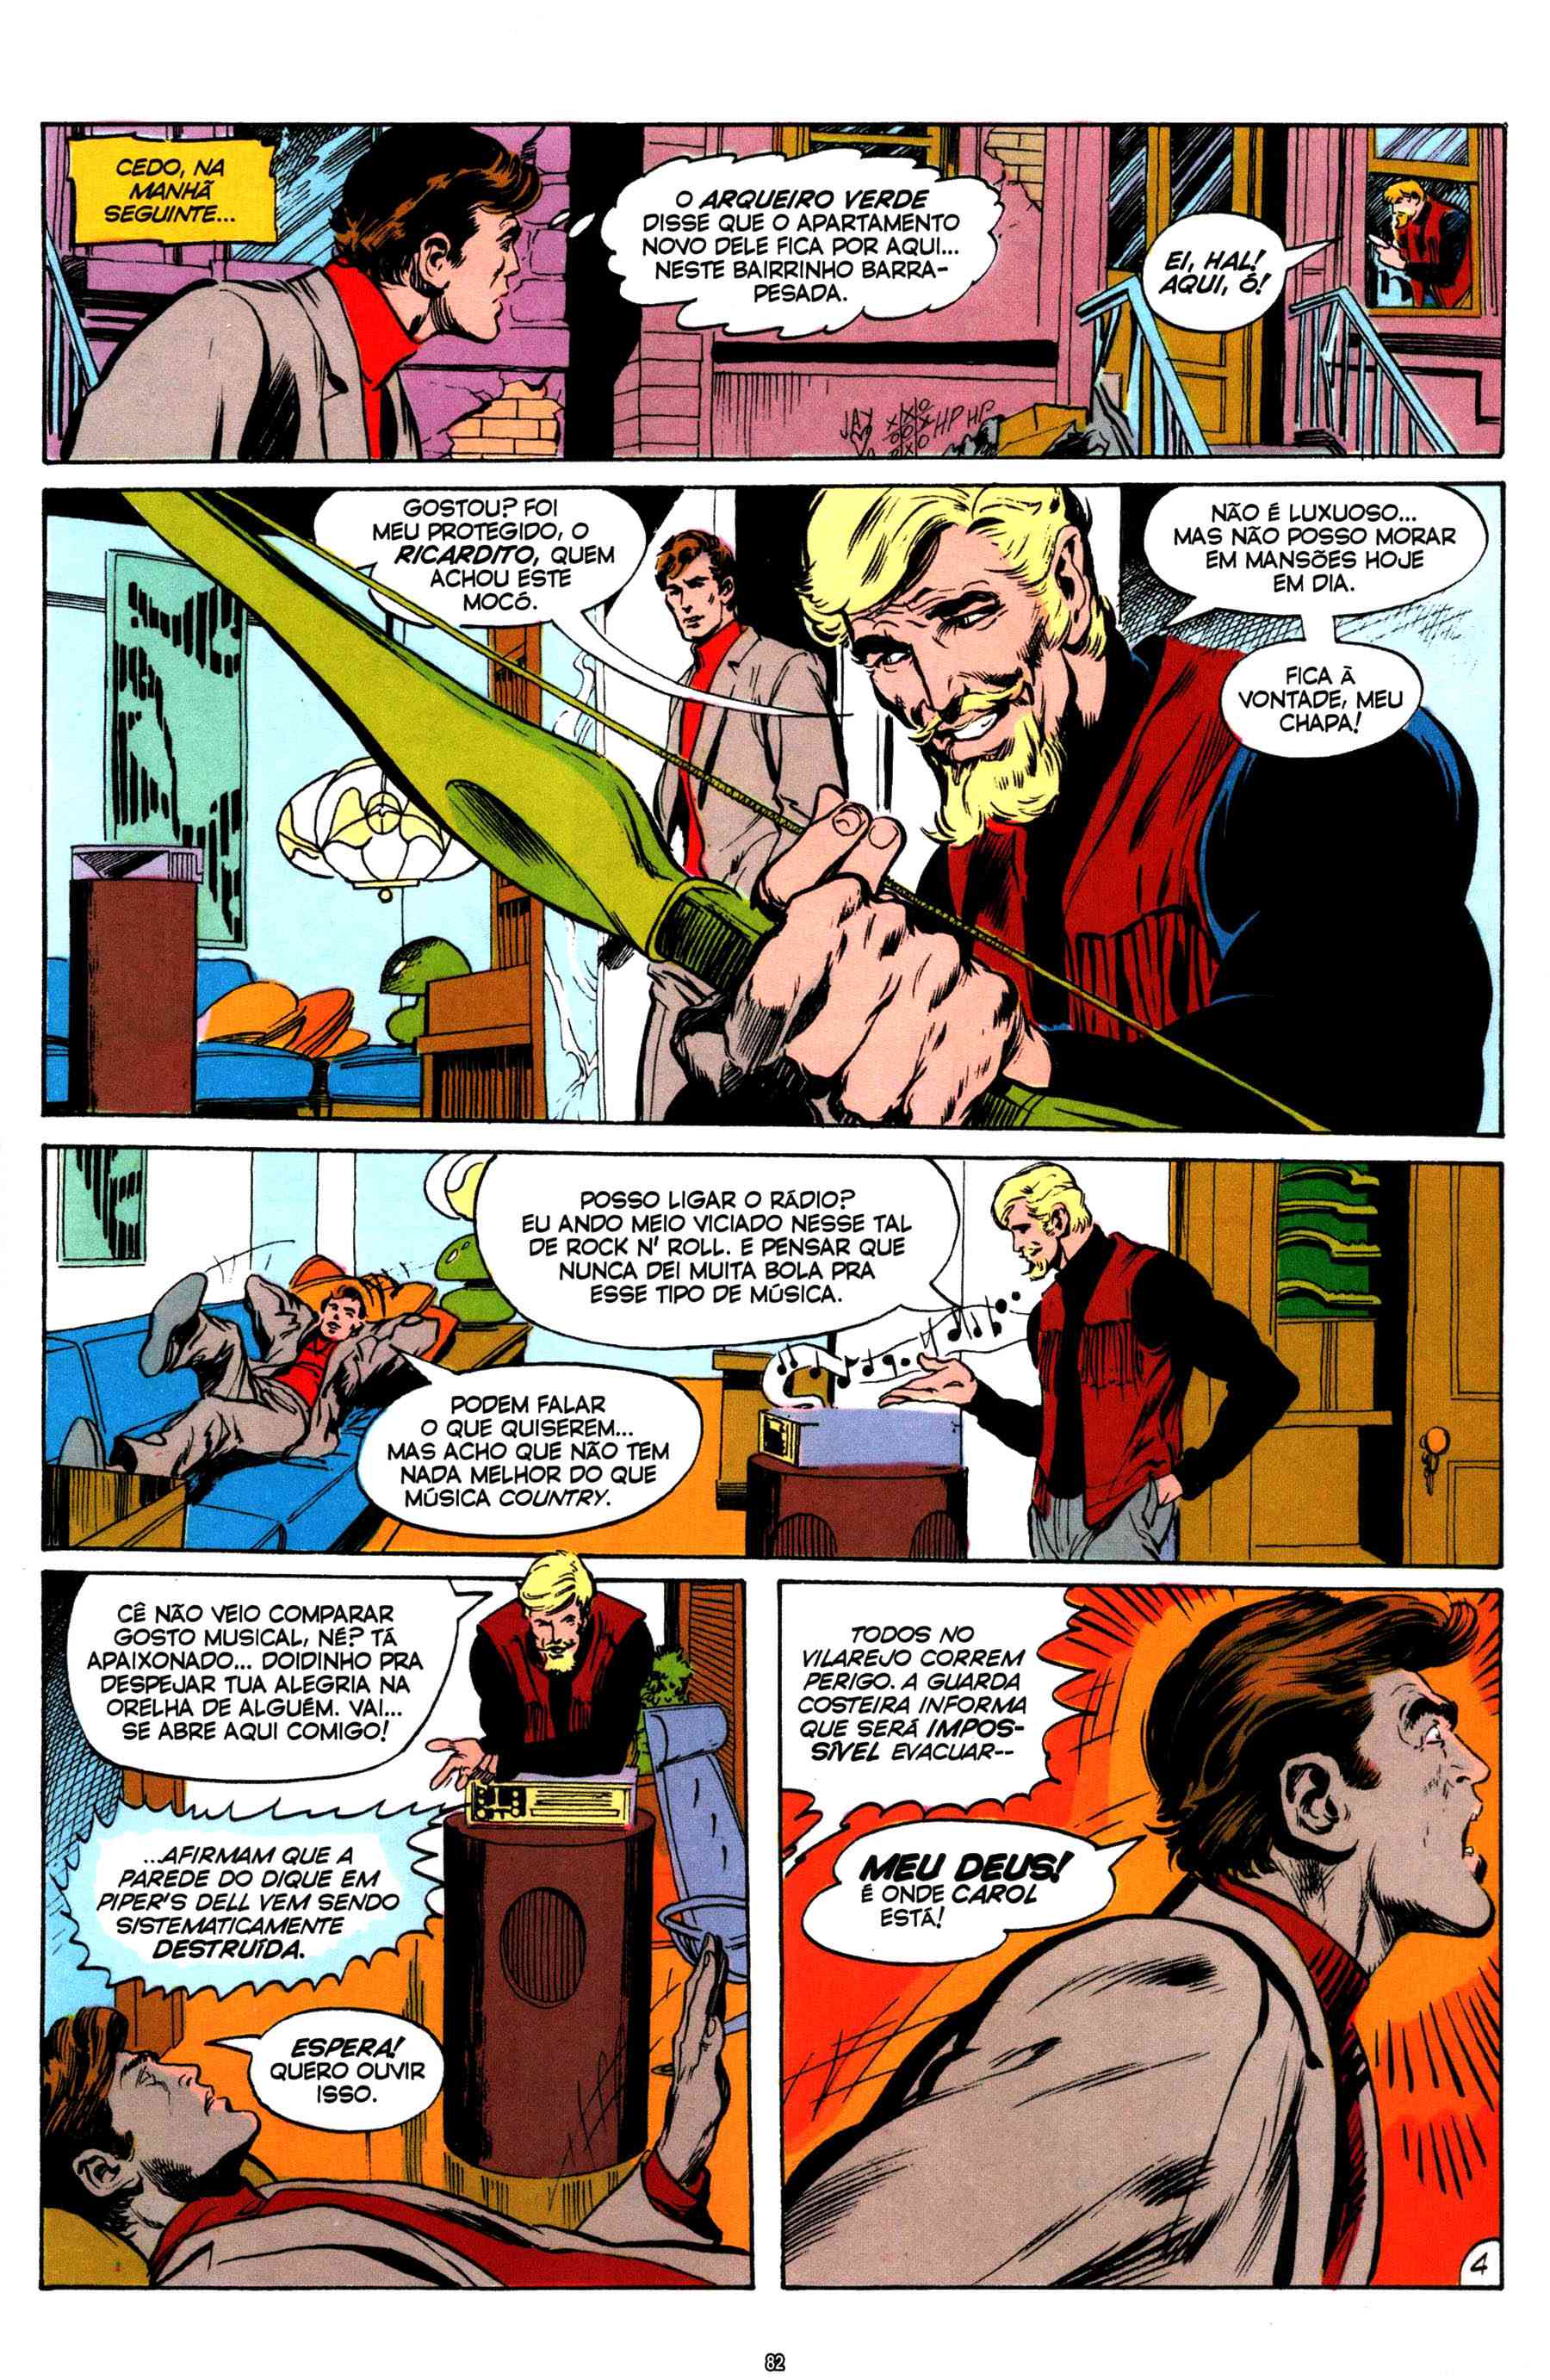 CEDO, NA
MANHÃ
SEGUINTE...
O ARQUEIRO VERDE
DISSE QUE O APARTAMENTO
NOVO DELE FICA POR AQUI...
NESTE BAIRRINHO BARRA-
PESADA.
EI, HAL!
AQUI, Ó!
JAY
HP HP
GOSTOU? FOI
MEU PROTEGIDO, O
RICARDITO, QUEM
ACHOU ESTE
MOCÓ.
NÃO É LUXUOSO...
MAS NÃO POSSO MORAR
EM MANSÕES HOJE
EM DIA.
FICA À
VONTADE, MEU
CHAPA!
POSSO LIGAR O RÁDIO?
EU ANDO MEIO VICIADO NESSE TAL
DE ROCK N' ROLL. E PENSAR QUE
NUNCA DEI MUITA BOLA PRA
ESSE TIPO DE MÚSICA.
PODEM FALAR
O QUE QUISEREM...
MAS ACHO QUE NÃO TEM
NADA MELHOR DO QUE
MÚSICA COUNTRY.
CÊ NÃO VEIO COMPARAR
GOSTO MUSICAL, NÉ? TÁ
APAIXONADO... DOIDINHO PRA
DESPEJAR TUA ALEGRIA NA
ORELHA DE ALGUÉM. VAI...
SE ABRE AQUI COMIGO!
...AFIRMAM QUE A
PAREDE DO DIQUE EM
PIPER'S DELL VEM SENDO
SISTEMATICAMENTE
DESTRUÍDA.
ESPERA!
QUERO OUVIR
ISSO.
TODOS NO
VILAREJO CORREM
PERIGO. A GUARDA
COSTEIRA INFORMA
QUE SERÁ IMPOS-
SÍVEL EVACUAR--
MEU DEUS!
É ONDE CAROL
ESTÁ!
4
82